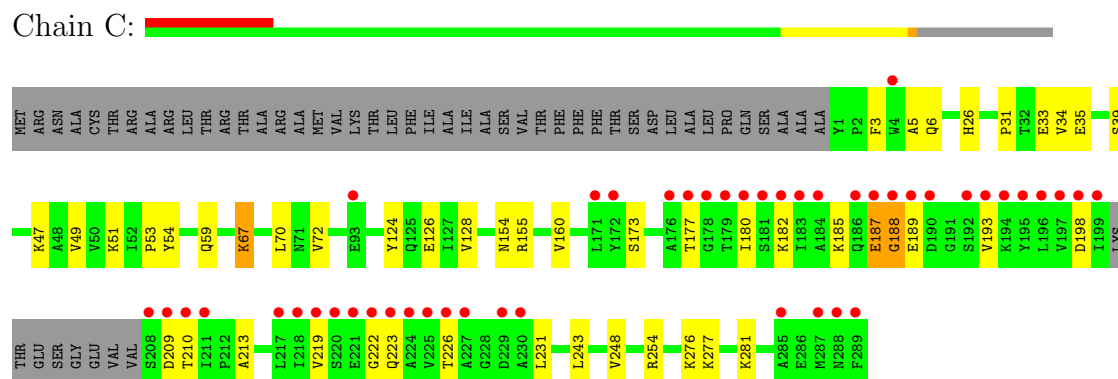 Chain C:
MET ARG ASN ALA CYS THR ARG ALA ARG LEU THR ARG THR ALA ARG ALA MET VAL LYS THR LEU PHE ILE ALA ILE ALA SER VAL THR PHE PHE PHE THR SER ASP LEU ALA LEU PRO GLN SER ALA ALA ALA Y1 P2 F3 W4 A5 Q6 H26 P31 T32 E33 V34 E35 S39
K47 A48 V49 V50 K51 I52 P53 Y54 Q59 K67 L70 N71 V72 E93 Y124 Q125 E126 I127 V128 N154 R155 V160 L171 Y172 S173 A176 T177 G178 T179 I180 S181 K182 I183 A184 K185 Q186 E187 G188 E189 D190 G191 S192 V193 K194 Y195 L196 V197 D198 I199 LYS
THR GLU SER GLY GLU VAL VAL S208 D209 T210 I211 P212 A213 L217 I218 V219 S220 E221 G222 Q223 A224 V225 T226 A227 G228 D229 A230 L231 L243 V248 R254 K276 K277 K281 A285 E286 M287 N288 F289